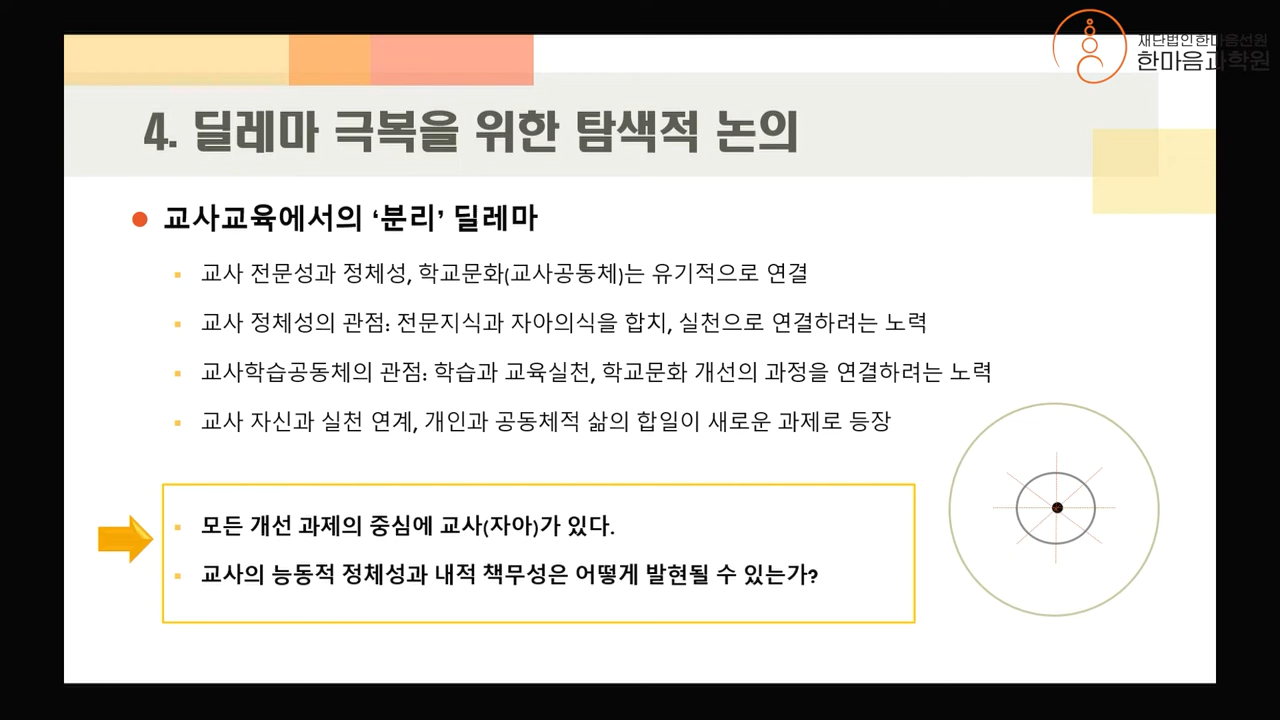 재단법인한마음선원
한마음과학원
4. 딜레마 극복을 위한 탐색적 논의
교사교육에서의 ‘분리’ 딜레마
교사 전문성과 정체성, 학교문화(교사공동체)는 유기적으로 연결
교사 정체성의 관점: 전문지식과 자아의식을 합치, 실천으로 연결하려는 노력
교사학습공동체의 관점: 학습과 교육실천, 학교문화 개선의 과정을 연결하려는 노력
교사 자신과 실천 연계, 개인과 공동체적 삶의 합일이 새로운 과제로 등장
모든 개선 과제의 중심에 교사(자아)가 있다.
교사의 능동적 정체성과 내적 책무성은 어떻게 발현될 수 있는가?